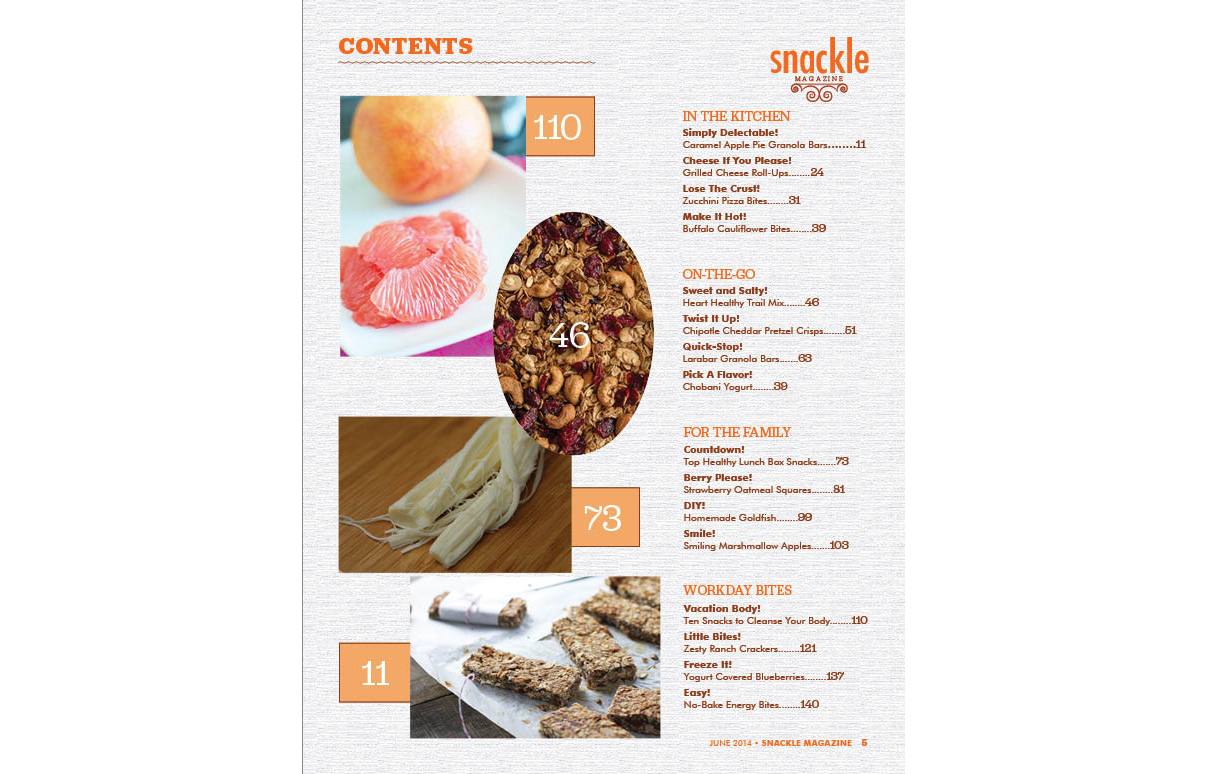 CONTENTS
snackle
MAGAZINE
110
46
73
11
IN THE KITCHEN
Simply Delectable!
Caramel Apple Pie Granola Bars........11
Cheese If You Please!
Grilled Cheese Roll-Ups........24
Lose The Crust!
Zucchini Pizza Bites........31
Make It Hot!
Buffalo Cauliflower Bites........39
ON-THE-GO
Sweet and Salty!
Heart Healthy Trail Mix........46
Twist It Up!
Chipotle Cheddar Pretzel Crisps........51
Quick-Stop!
Larabar Granola Bars.......63
Pick A Flavor!
Chobani Yogurt........39
FOR THE FAMILY
Countdown!
Top Healthy Lunch Box Snacks.......73
Berry Please!
Strawberry Oatmeal Squares........81
DIY!
Homemade Goldfish........99
Smile!
Smiling Marshmallow Apples.......103
WORKDAY BITES
Vacation Body!
Ten Snacks to Cleanse Your Body........110
Little Bites!
Zesty Ranch Crackers........121
Freeze It!
Yogurt Covered Blueberries........137
Easy!
No-Bake Energy Bites........140
JUNE 2014 • SNACKLE MAGAZINE 5